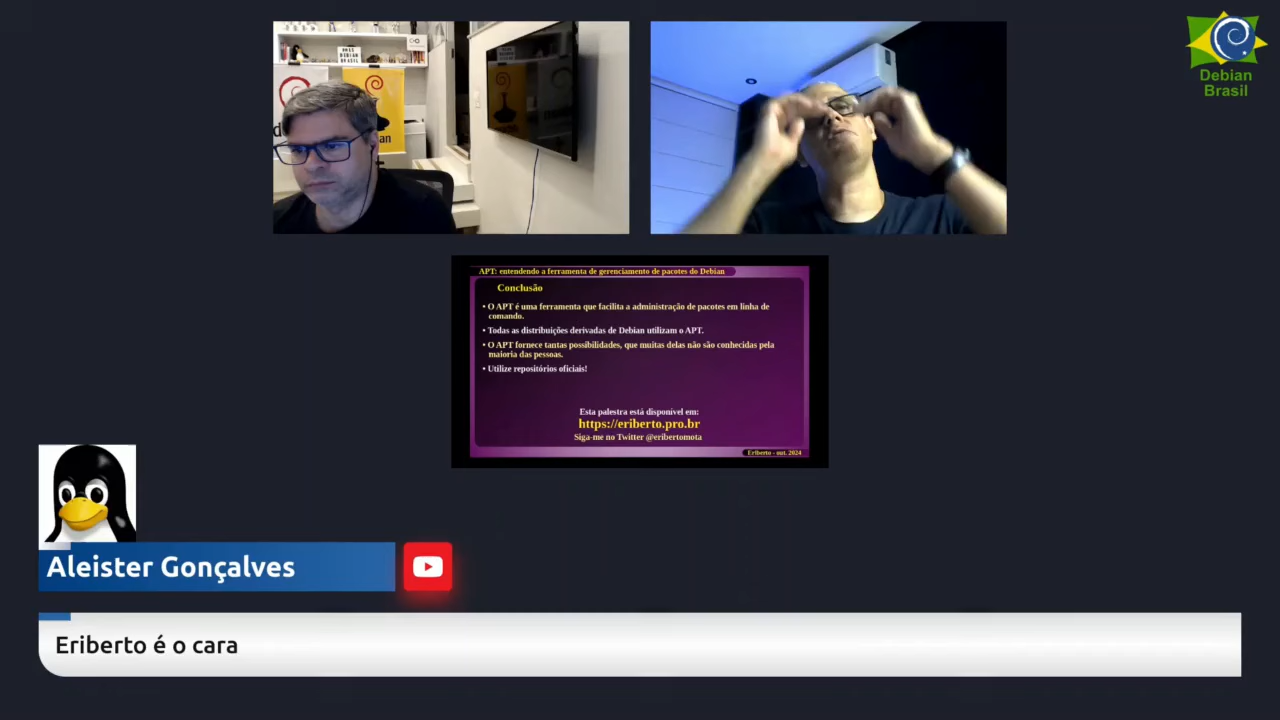 Debian
Brasil
APT: entendendo a ferramenta de gerenciamento de pacotes do Debian
Conclusão
• O APT é uma ferramenta que facilita a administração de pacotes em linha de
comando.
• Todas as distribuições derivadas de Debian utilizam o APT.
• O APT fornece tantas possibilidades, que muitas delas não são conhecidas pela
maioria das pessoas.
• Utilize repositórios oficiais!
Esta palestra está disponível em:
https://eriberto.pro.br
Siga-me no Twitter @eribertomota
Eriberto - out. 2024
Aleister Gonçalves
Eriberto é o cara